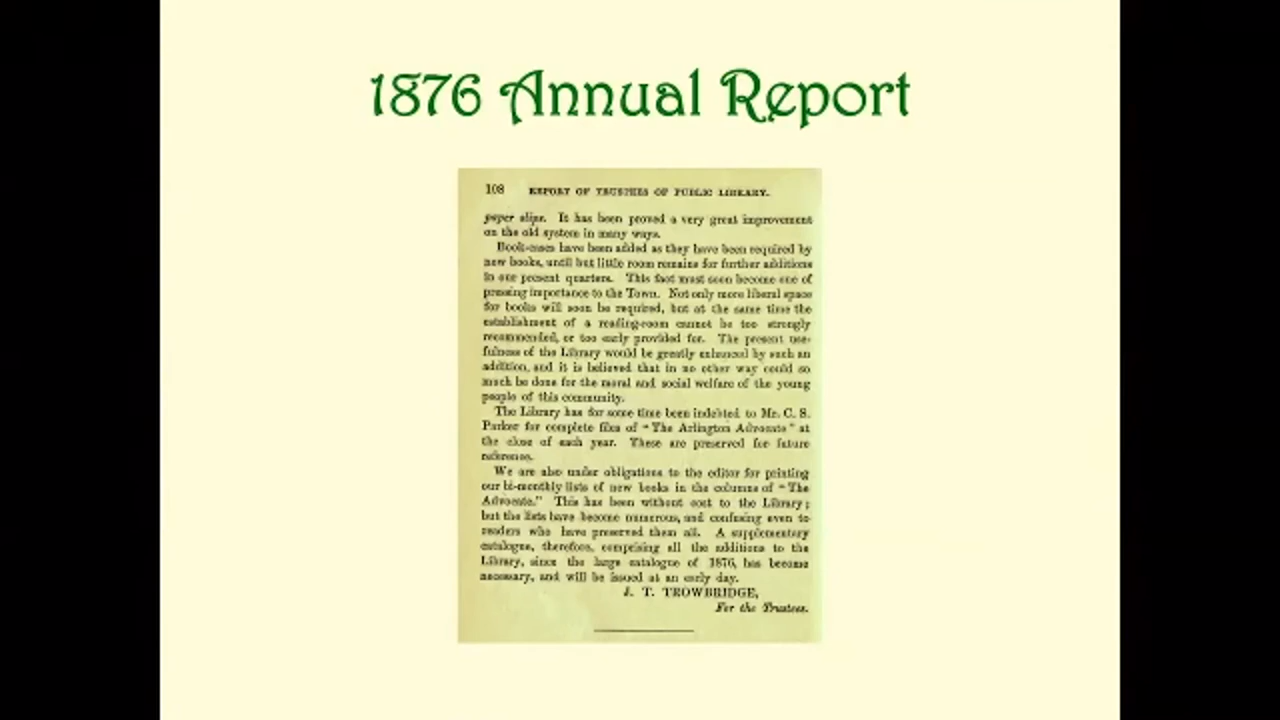 1876 Annual Report
108 REPORT OF TRUSTEES OF PUBLIC LIBRARY.
paper slips. It has been proved a very great improvement
on the old system in many ways.
Book-cases have been added as they have been required by
new books, until but little room remains for further additions
in our present quarters. This fact must soon become one of
pressing importance to the Town. Not only more liberal space
for books will soon be required, but at the same time the
establishment of a reading-room cannot be too strongly
recommended, or too early provided for. The present use-
fulness of the Library would be greatly enhanced by such an
addition, and it is believed that in no other way could so
much be done for the moral and social welfare of the young
people of this community.
The Library has for some time been indebted to Mr. C. S.
Parker for complete files of "The Arlington Advocate" at
the close of each year. These are preserved for future
reference.
We are also under obligations to the editor for printing
our bi-monthly lists of new books in the columns of "The
Advocate." This has been without cost to the Library;
but the lists have become numerous, and confusing even to
readers who have preserved them all. A supplementary
catalogue, therefore, comprising all the additions to the
Library, since the large catalogue of 1876, has become
necessary, and will be issued at an early day.
J. T. TROWBRIDGE,
For the Trustees.